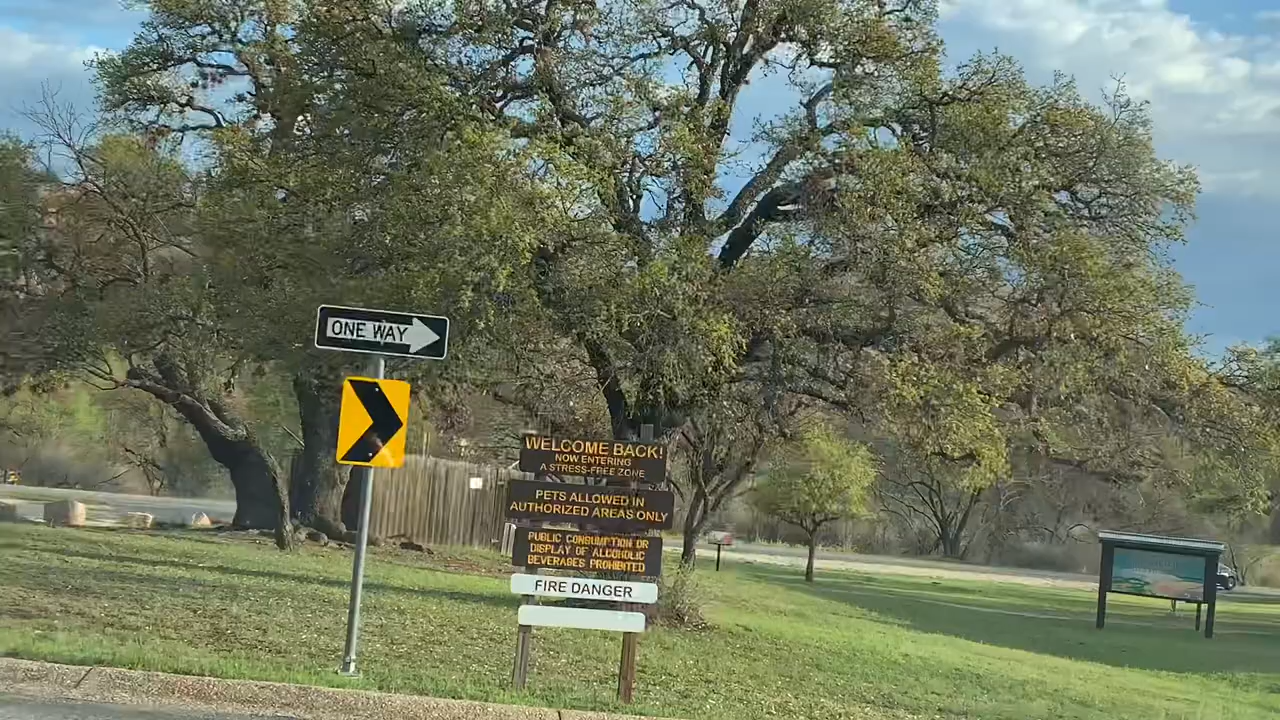 ONE WAY
WELCOME BACK!
NOW ENTERING
A STRESS-FREE ZONE
PETS ALLOWED IN
AUTHORIZED AREAS ONLY
PUBLIC CONSUMPTION OR
DISPLAY OF ALCOHOLIC
BEVERAGES PROHIBITED
FIRE DANGER